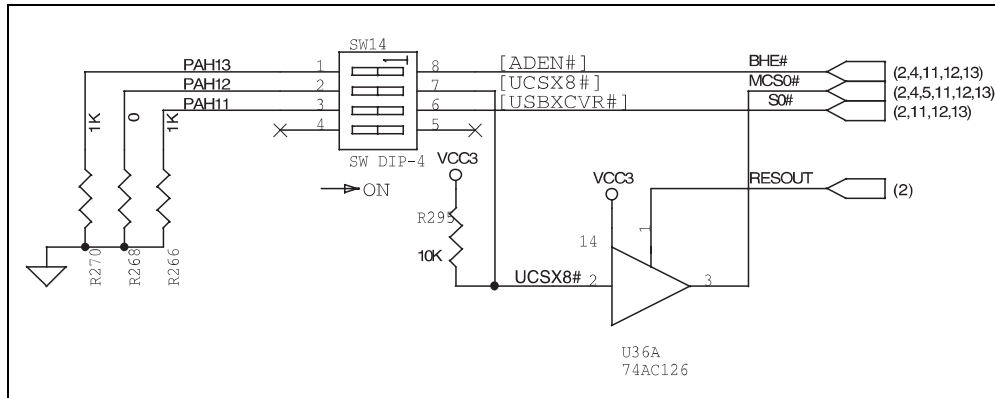 SW14
PAH13 1 8 [ADEN#] BHE# (2,4,11,12,13)
PAH12 2 7 [UCSX8#] MCS0# (2,4,5,11,12,13)
PAH11 3 6 [USBXCVR#] S0# (2,11,12,13)
4 5
1K 0 1K
SW DIP-4
ON
VCC3
VCC3
RESOUT (2)
R295
10K
14 1
UCSX8# 2 3
R270 R268 R266
U36A
74AC126